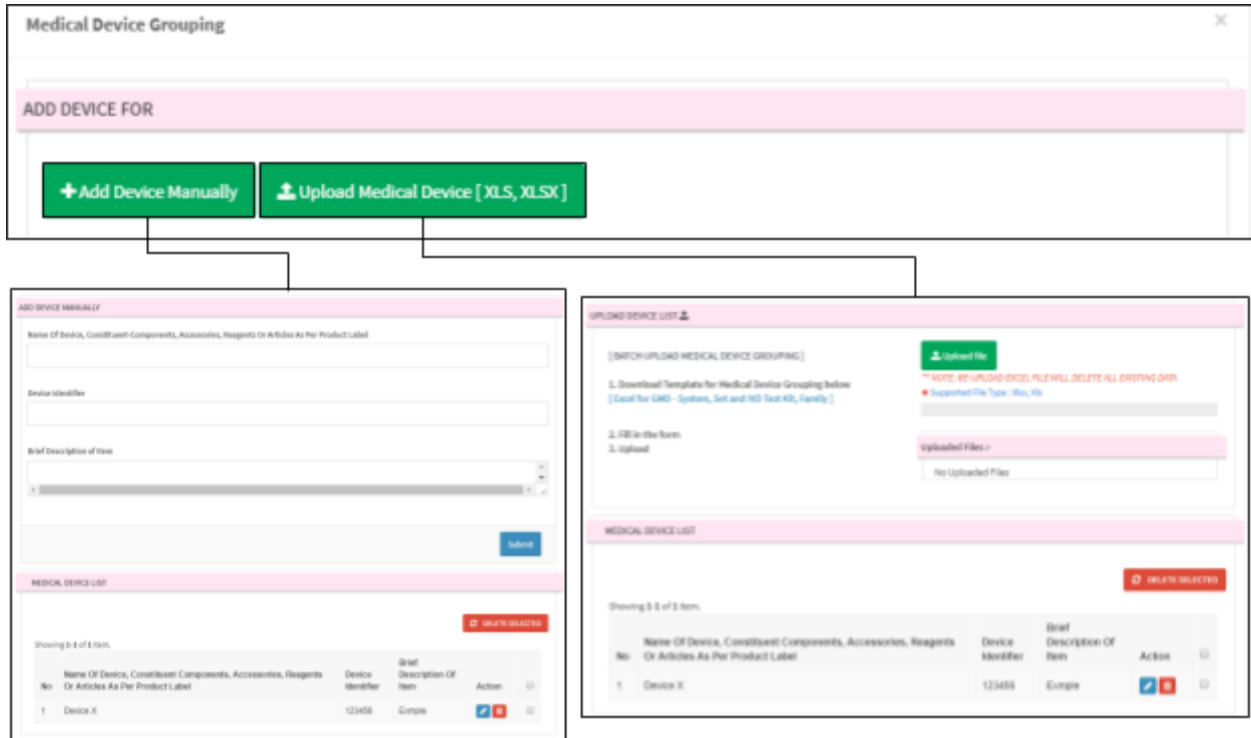 Medical Device Grouping
×
ADD DEVICE FOR
+Add Device Manually
Upload Medical Device [ XLS, XLSX ]
ADD DEVICE MANUALLY
Name Of Device, Constituent Components, Accessories, Reagents Or Articles As Per Product Label
Device Identifier
Brief Description of Item
Submit
MEDICAL DEVICE LIST
DELETE SELECTED
Showing 1-1 of 1 item.
No
Name Of Device, Constituent Components, Accessories, Reagents
Or Articles As Per Product Label
Device
Identifier
Brief
Description Of
Item
Action
1 Device X 123456 Exmple
UPLOAD DEVICE LIST
[ BATCH UPLOAD MEDICAL DEVICE GROUPING ]
1. Download Template for Medical Device Grouping below
[ Excel for GMD - System, Set and IVD Test Kit, Family ]
2. Fill in the form
3. Upload
Upload file
** NOTE: RE-UPLOAD EXCEL FILE WILL DELETE ALL EXISTING DATA
Supported File Type : Xlsx, Xls
Uploaded Files :-
No Uploaded Files
MEDICAL DEVICE LIST
DELETE SELECTED
Showing 1-1 of 1 item.
No
Name Of Device, Constituent Components, Accessories, Reagents
Or Articles As Per Product Label
Device
Identifier
Brief
Description Of
Item
Action
1 Device X 123456 Exmple